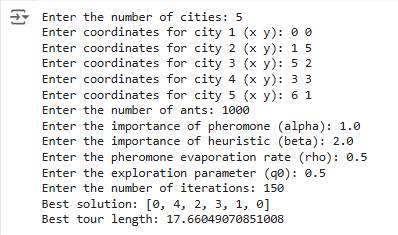 Enter the number of cities: 5
Enter coordinates for city 1 (x y): 0 0
Enter coordinates for city 2 (x y): 1 5
Enter coordinates for city 3 (x y): 5 2
Enter coordinates for city 4 (x y): 3 3
Enter coordinates for city 5 (x y): 6 1
Enter the number of ants: 1000
Enter the importance of pheromone (alpha): 1.0
Enter the importance of heuristic (beta): 2.0
Enter the pheromone evaporation rate (rho): 0.5
Enter the exploration parameter (q0): 0.5
Enter the number of iterations: 150
Best solution: [0, 4, 2, 3, 1, 0]
Best tour length: 17.66049070851008